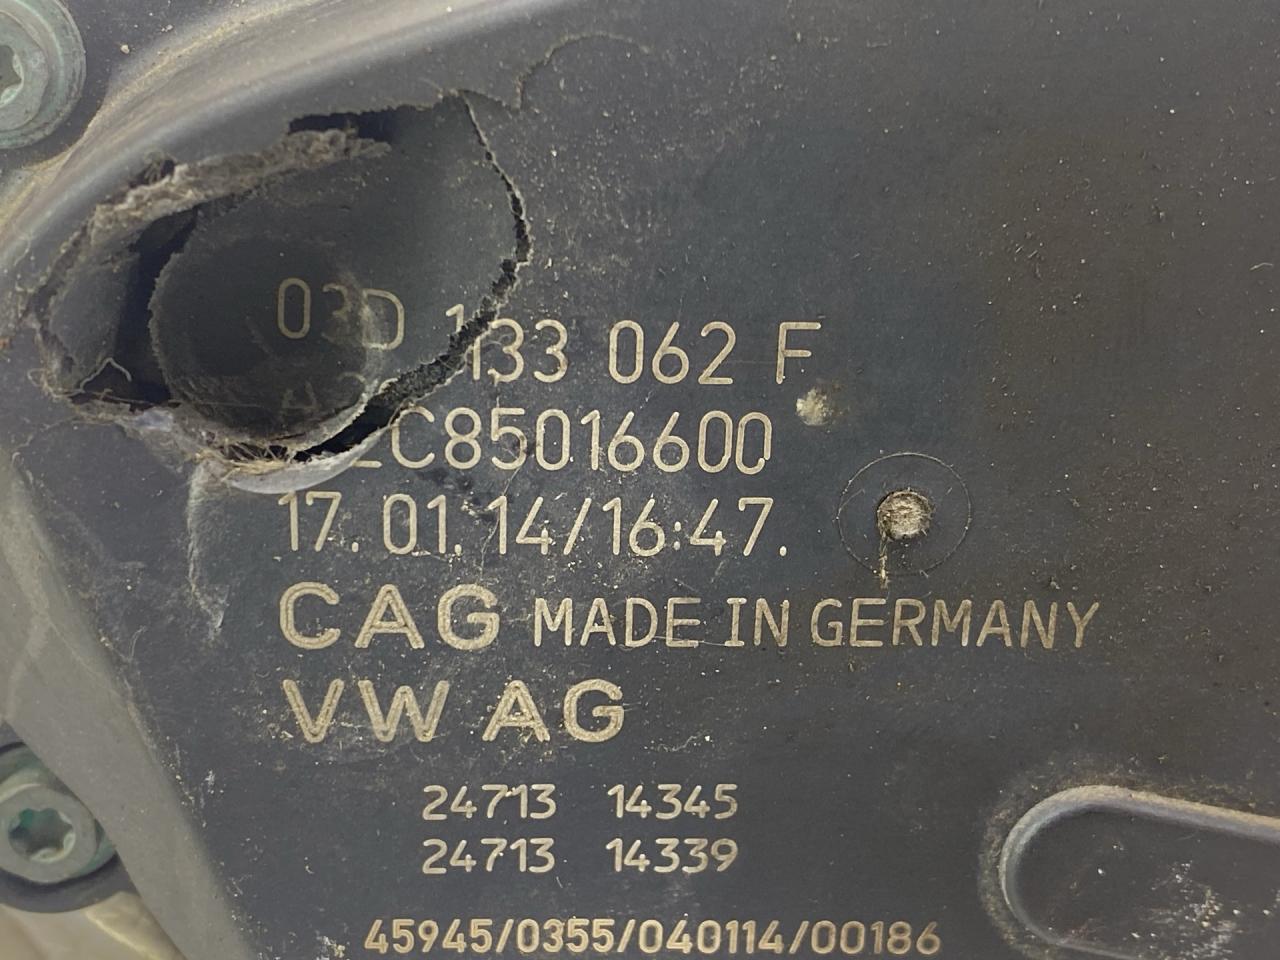 03D 133 062 F
A2C85016600
17.01.14/16:47.
CAG MADE IN GERMANY
VW AG
24713 14345
24713 14339
45945/0355/040114/00186